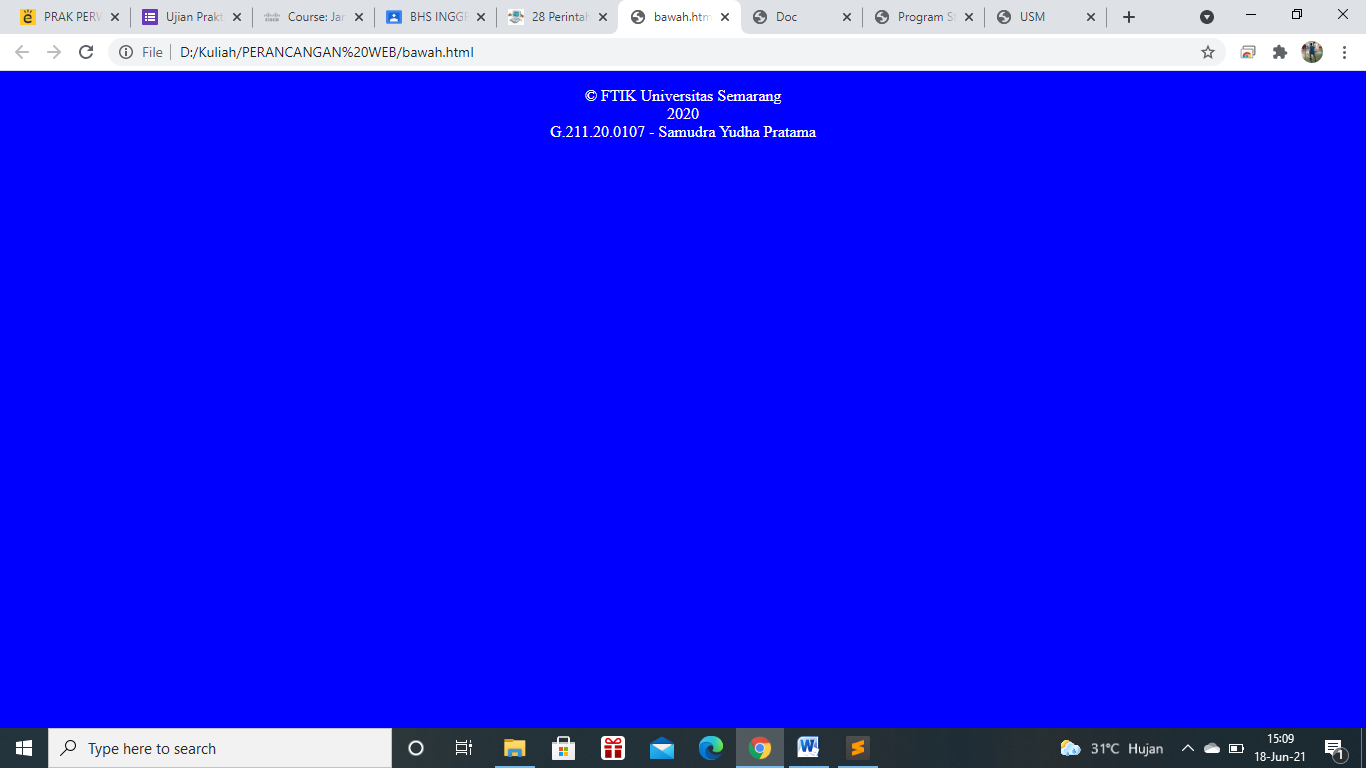 PRAK PERW
Ujian Prakt
Course: Jar
BHS INGGR
28 Perintah
bawah.htm
Doc
Program St
USM
File
D:/Kuliah/PERANCANGAN%20WEB/bawah.html
© FTIK Universitas Semarang
2020
G.211.20.0107 - Samudra Yudha Pratama
Type here to search
31°C Hujan
15:09
18-Jun-21
1